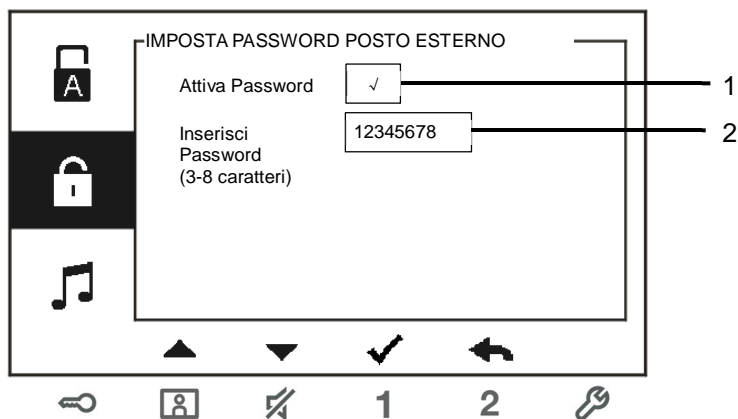 IMPOSTA PASSWORD POSTO ESTERNO
A
Attiva Password √ 1
Inserisci 12345678 2
Password
(3-8 caratteri)
1 2